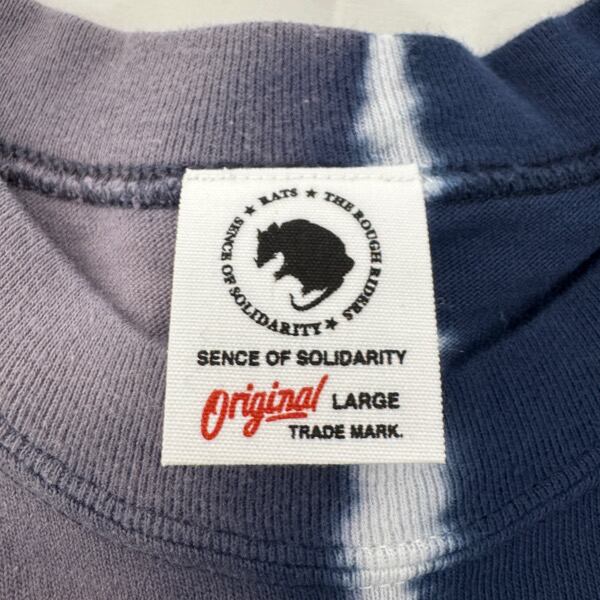 ★ RATS ★ THE ROUGH RIDERS
SENCE OF SOLIDARITY ★
SENCE OF SOLIDARITY
Original LARGE
TRADE MARK.